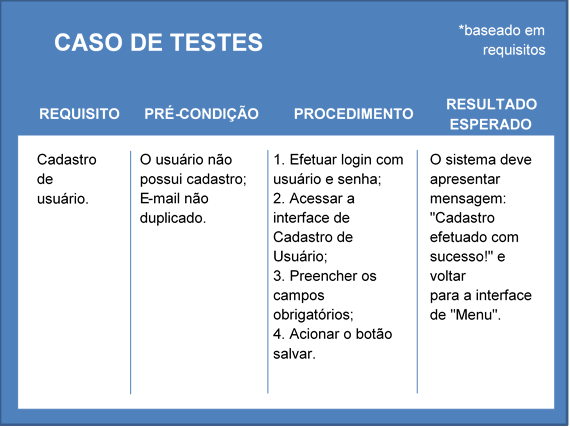 CASO DE TESTES
*baseado em
requisitos
REQUISITO
PRÉ-CONDIÇÃO
PROCEDIMENTO
RESULTADO
ESPERADO
Cadastro
de
usuário.
O usuário não
possui cadastro;
E-mail não
duplicado.
1. Efetuar login com
usuário e senha;
2. Acessar a
interface de
Cadastro de
Usuário;
3. Preencher os
campos
obrigatórios;
4. Acionar o botão
salvar.
O sistema deve
apresentar
mensagem:
"Cadastro
efetuado com
sucesso!" e
voltar
para a interface
de "Menu".